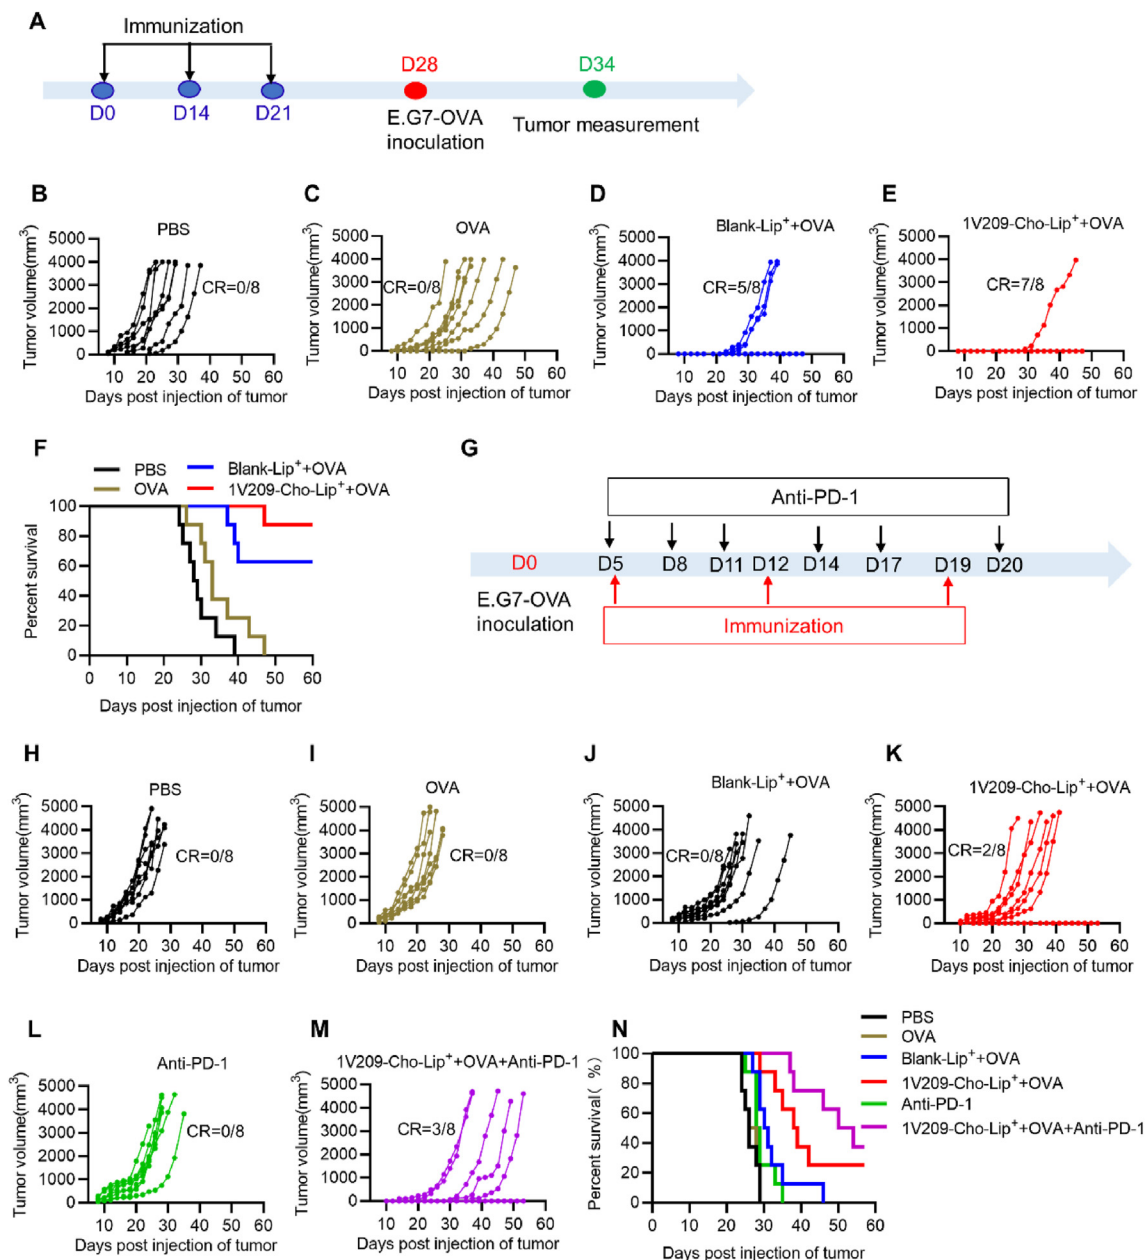 A
Immunization
D0
D14
D21
D28
E.G7-OVA
inoculation
D34
Tumor measurement
B
PBS
Tumor volume(mm³)
5000
4000
3000
2000
1000
0
CR=0/8
10 20 30 40 50 60
Days post injection of tumor
C
OVA
Tumor volume(mm³)
5000
4000
3000
2000
1000
0
CR=0/8
10 20 30 40 50 60
Days post injection of tumor
D
Blank-Lip⁺+OVA
Tumor volume(mm³)
5000
4000
3000
2000
1000
0
CR=5/8
10 20 30 40 50 60
Days post injection of tumor
E
1V209-Cho-Lip⁺+OVA
Tumor volume(mm³)
5000
4000
3000
2000
1000
0
CR=7/8
10 20 30 40 50 60
Days post injection of tumor
F
PBS
OVA
Blank-Lip⁺+OVA
1V209-Cho-Lip⁺+OVA
Percent survival
100
80
60
40
20
0
0 10 20 30 40 50 60
Days post injection of tumor
G
Anti-PD-1
D0 D5 D8 D11 D12 D14 D17 D19 D20
E.G7-OVA
inoculation
Immunization
H
PBS
Tumor volume(mm³)
5000
4000
3000
2000
1000
0
CR=0/8
10 20 30 40 50 60
Days post injection of tumor
I
OVA
Tumor volume(mm³)
5000
4000
3000
2000
1000
0
CR=0/8
10 20 30 40 50 60
Days post injection of tumor
J
Blank-Lip⁺+OVA
Tumor volume(mm³)
5000
4000
3000
2000
1000
0
CR=0/8
10 20 30 40 50 60
Days post injection of tumor
K
1V209-Cho-Lip⁺+OVA
Tumor volume(mm³)
5000
4000
3000
2000
1000
0
CR=2/8
10 20 30 40 50 60
Days post injection of tumor
L
Anti-PD-1
Tumor volume(mm³)
5000
4000
3000
2000
1000
0
CR=0/8
10 20 30 40 50 60
Days post injection of tumor
M
1V209-Cho-Lip⁺+OVA+Anti-PD-1
Tumor volume(mm³)
5000
4000
3000
2000
1000
0
CR=3/8
10 20 30 40 50 60
Days post injection of tumor
N
PBS
OVA
Blank-Lip⁺+OVA
1V209-Cho-Lip⁺+OVA
Anti-PD-1
1V209-Cho-Lip⁺+OVA+Anti-PD-1
Percent survival( %)
100
80
60
40
20
0
0 10 20 30 40 50 60
Days post injection of tumor